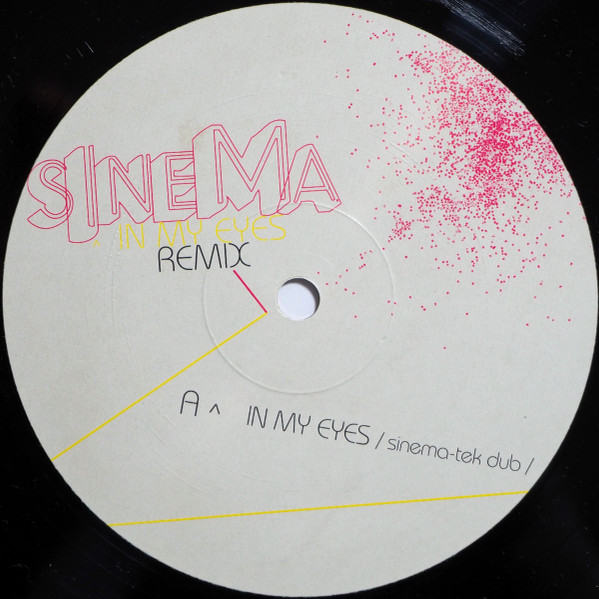 SINEMA
^ IN MY EYES
REMIX
A ^ IN MY EYES / sinema-tek dub /